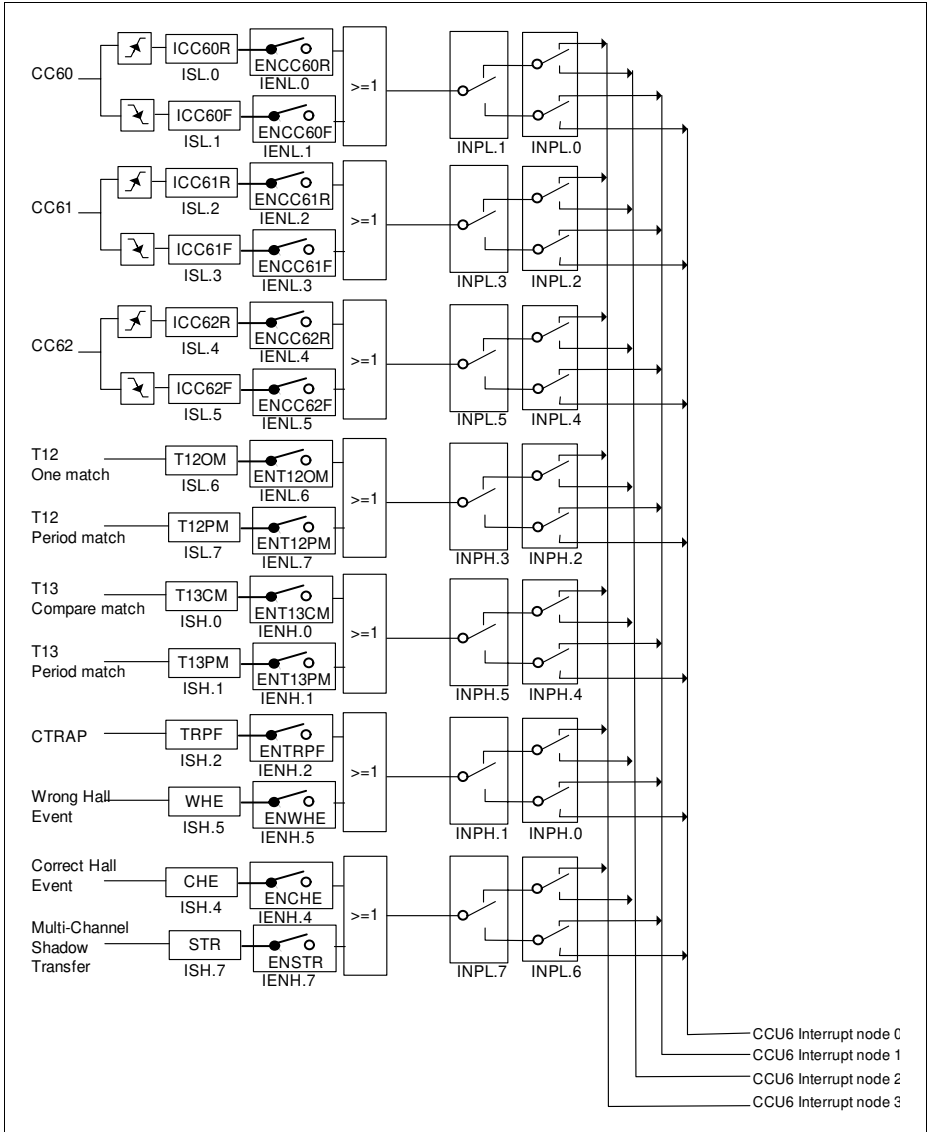 CC60
ICC60R
ISL.0
ENCC60R
IENL.0
ICC60F
ISL.1
ENCC60F
IENL.1
>=1
INPL.1
INPL.0
CC61
ICC61R
ISL.2
ENCC61R
IENL.2
ICC61F
ISL.3
ENCC61F
IENL.3
>=1
INPL.3
INPL.2
CC62
ICC62R
ISL.4
ENCC62R
IENL.4
ICC62F
ISL.5
ENCC62F
IENL.5
>=1
INPL.5
INPL.4
T12
One match
T12OM
ISL.6
ENT12OM
IENL.6
T12
Period match
T12PM
ISL.7
ENT12PM
IENL.7
>=1
INPH.3
INPH.2
T13
Compare match
T13CM
ISH.0
ENT13CM
IENH.0
T13
Period match
T13PM
ISH.1
ENT13PM
IENH.1
>=1
INPH.5
INPH.4
CTRAP
TRPF
ISH.2
ENTRPF
IENH.2
Wrong Hall
Event
WHE
ISH.5
ENWHE
IENH.5
>=1
INPH.1
INPH.0
Correct Hall
Event
CHE
ISH.4
ENCHE
IENH.4
Multi-Channel
Shadow
Transfer
STR
ISH.7
ENSTR
IENH.7
>=1
INPL.7
INPL.6
CCU6 Interrupt node 0
CCU6 Interrupt node 1
CCU6 Interrupt node 2
CCU6 Interrupt node 3